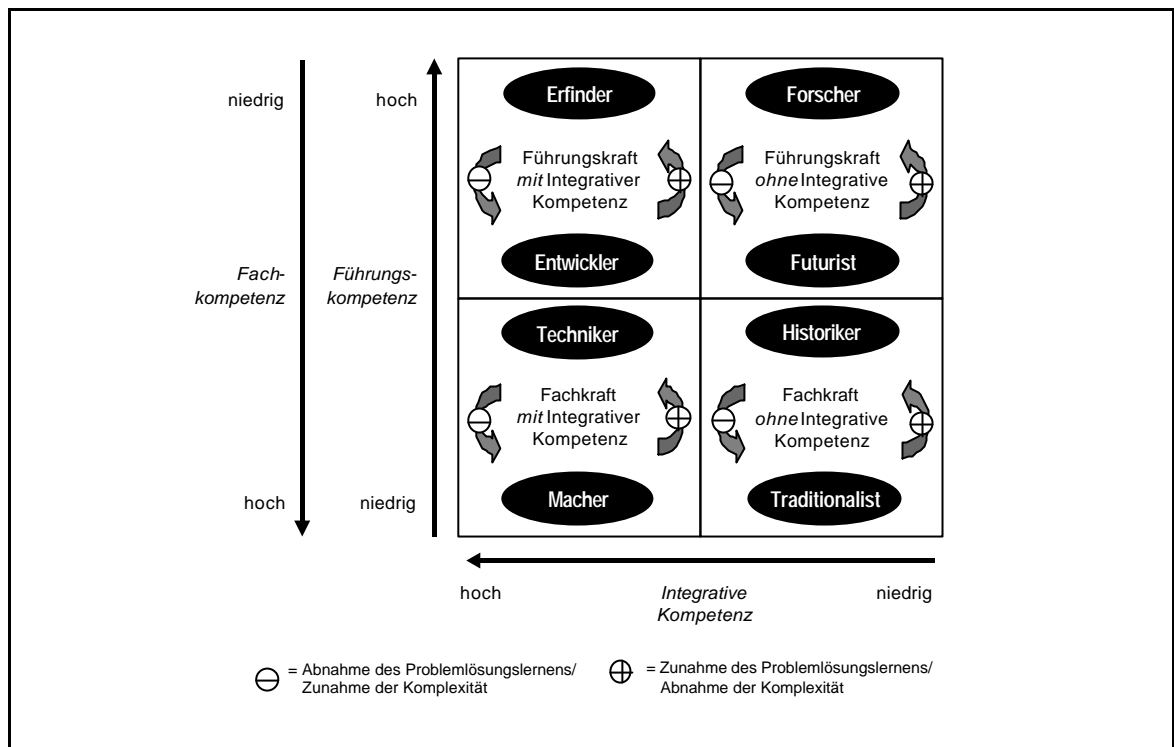 niedrig
hoch
Erfinder
Forscher
Führungskraft
mit Integrativer
Kompetenz
Führungskraft
ohne Integrative
Kompetenz
Entwickler
Futurist
Fach-
kompetenz
Führungs-
kompetenz
Techniker
Historiker
Fachkraft
mit Integrativer
Kompetenz
Fachkraft
ohne Integrative
Kompetenz
hoch
niedrig
Macher
Traditionalist
hoch
Integrative
Kompetenz
niedrig
= Abnahme des Problemlösungslernens/
Zunahme der Komplexität
= Zunahme des Problemlösungslernens/
Abnahme der Komplexität